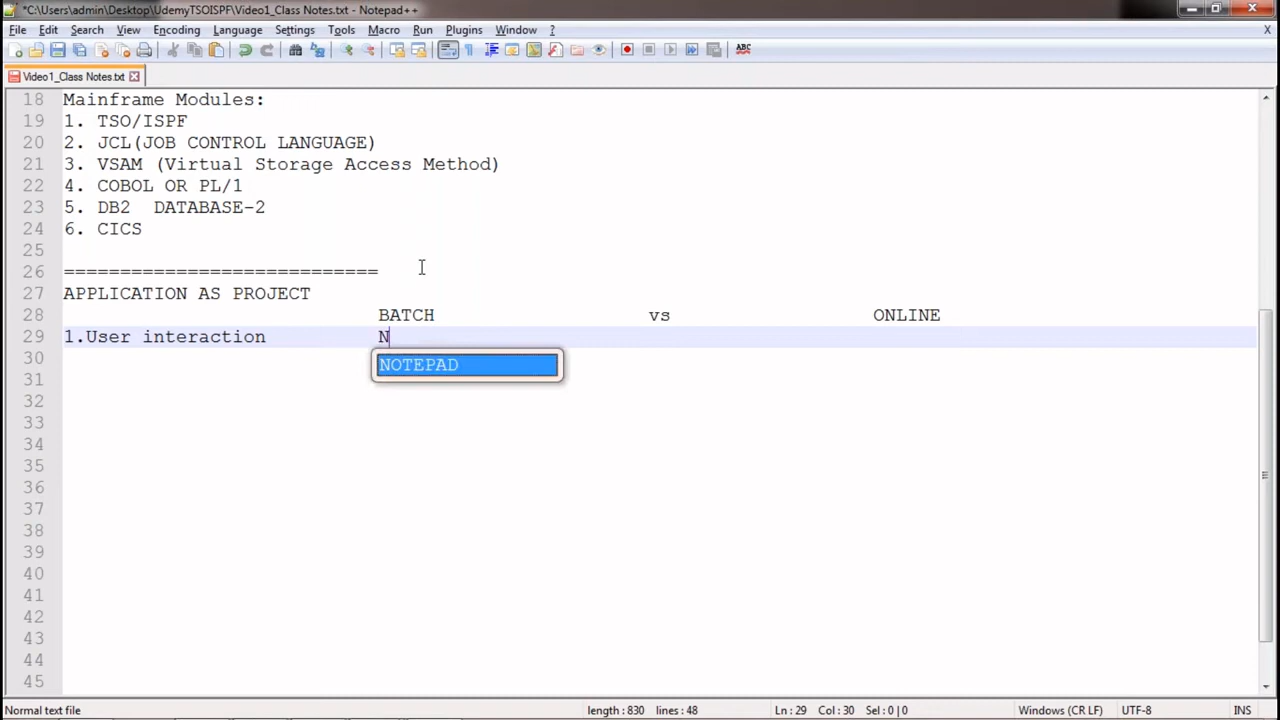 *C:\Users\admin\Desktop\UdemyTSOISPF\Video1_Class Notes.txt - Notepad++
File Edit Search View Encoding Language Settings Tools Macro Run Plugins Window ? X
ABC
Video1_Class Notes.txt
18 Mainframe Modules:
19 1. TSO/ISPF
20 2. JCL(JOB CONTROL LANGUAGE)
21 3. VSAM (Virtual Storage Access Method)
22 4. COBOL OR PL/1
23 5. DB2 DATABASE-2
24 6. CICS
25
26 ============================
27 APPLICATION AS PROJECT
28 BATCH vs ONLINE
29 1.User interaction N
30 NOTEPAD
31
32
33
34
35
36
37
38
39
40
41
42
43
44
45
Normal text file length : 830 lines : 48 Ln : 29 Col : 30 Sel : 0 | 0 Windows (CR LF) UTF-8 INS